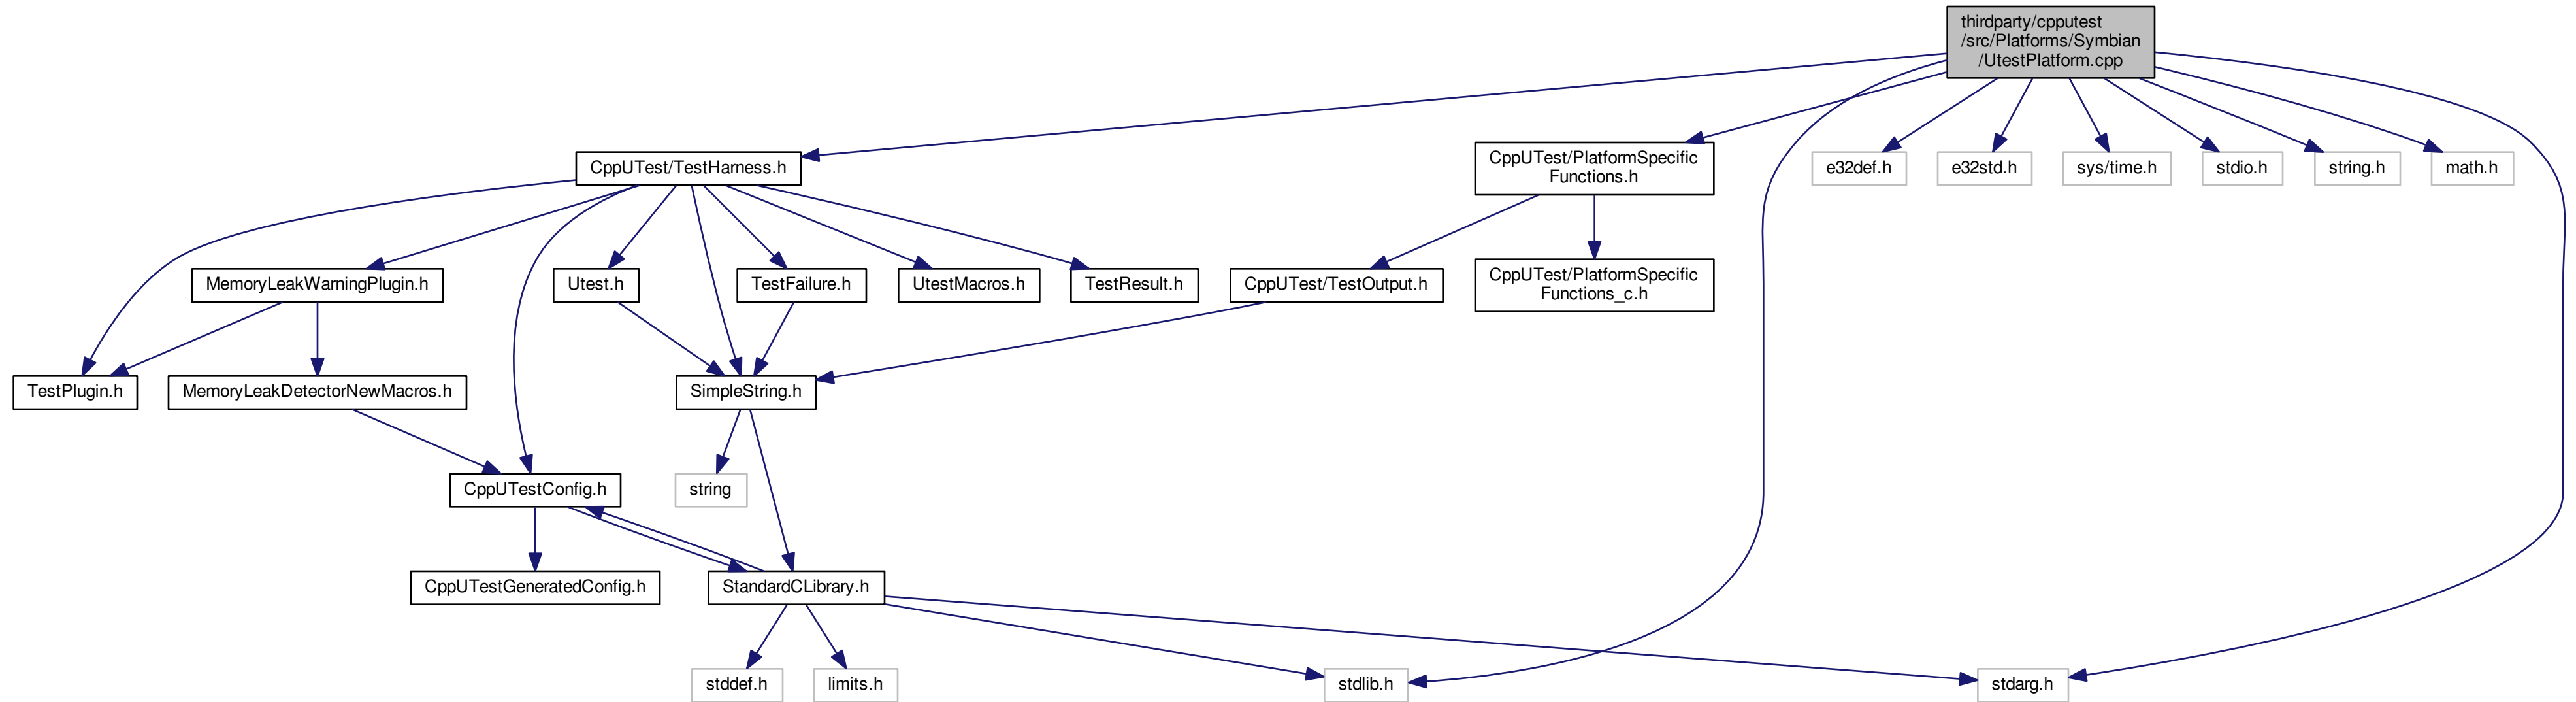 thirdparty/cpputest
/src/Platforms/Symbian
/UtestPlatform.cpp
CppUTest/TestHarness.h
CppUTest/PlatformSpecific
Functions.h
e32def.h
e32std.h
sys/time.h
stdio.h
string.h
math.h
MemoryLeakWarningPlugin.h
Utest.h
TestFailure.h
UtestMacros.h
TestResult.h
CppUTest/TestOutput.h
CppUTest/PlatformSpecific
Functions_c.h
TestPlugin.h
MemoryLeakDetectorNewMacros.h
SimpleString.h
CppUTestConfig.h
string
CppUTestGeneratedConfig.h
StandardCLibrary.h
stddef.h
limits.h
stdlib.h
stdarg.h